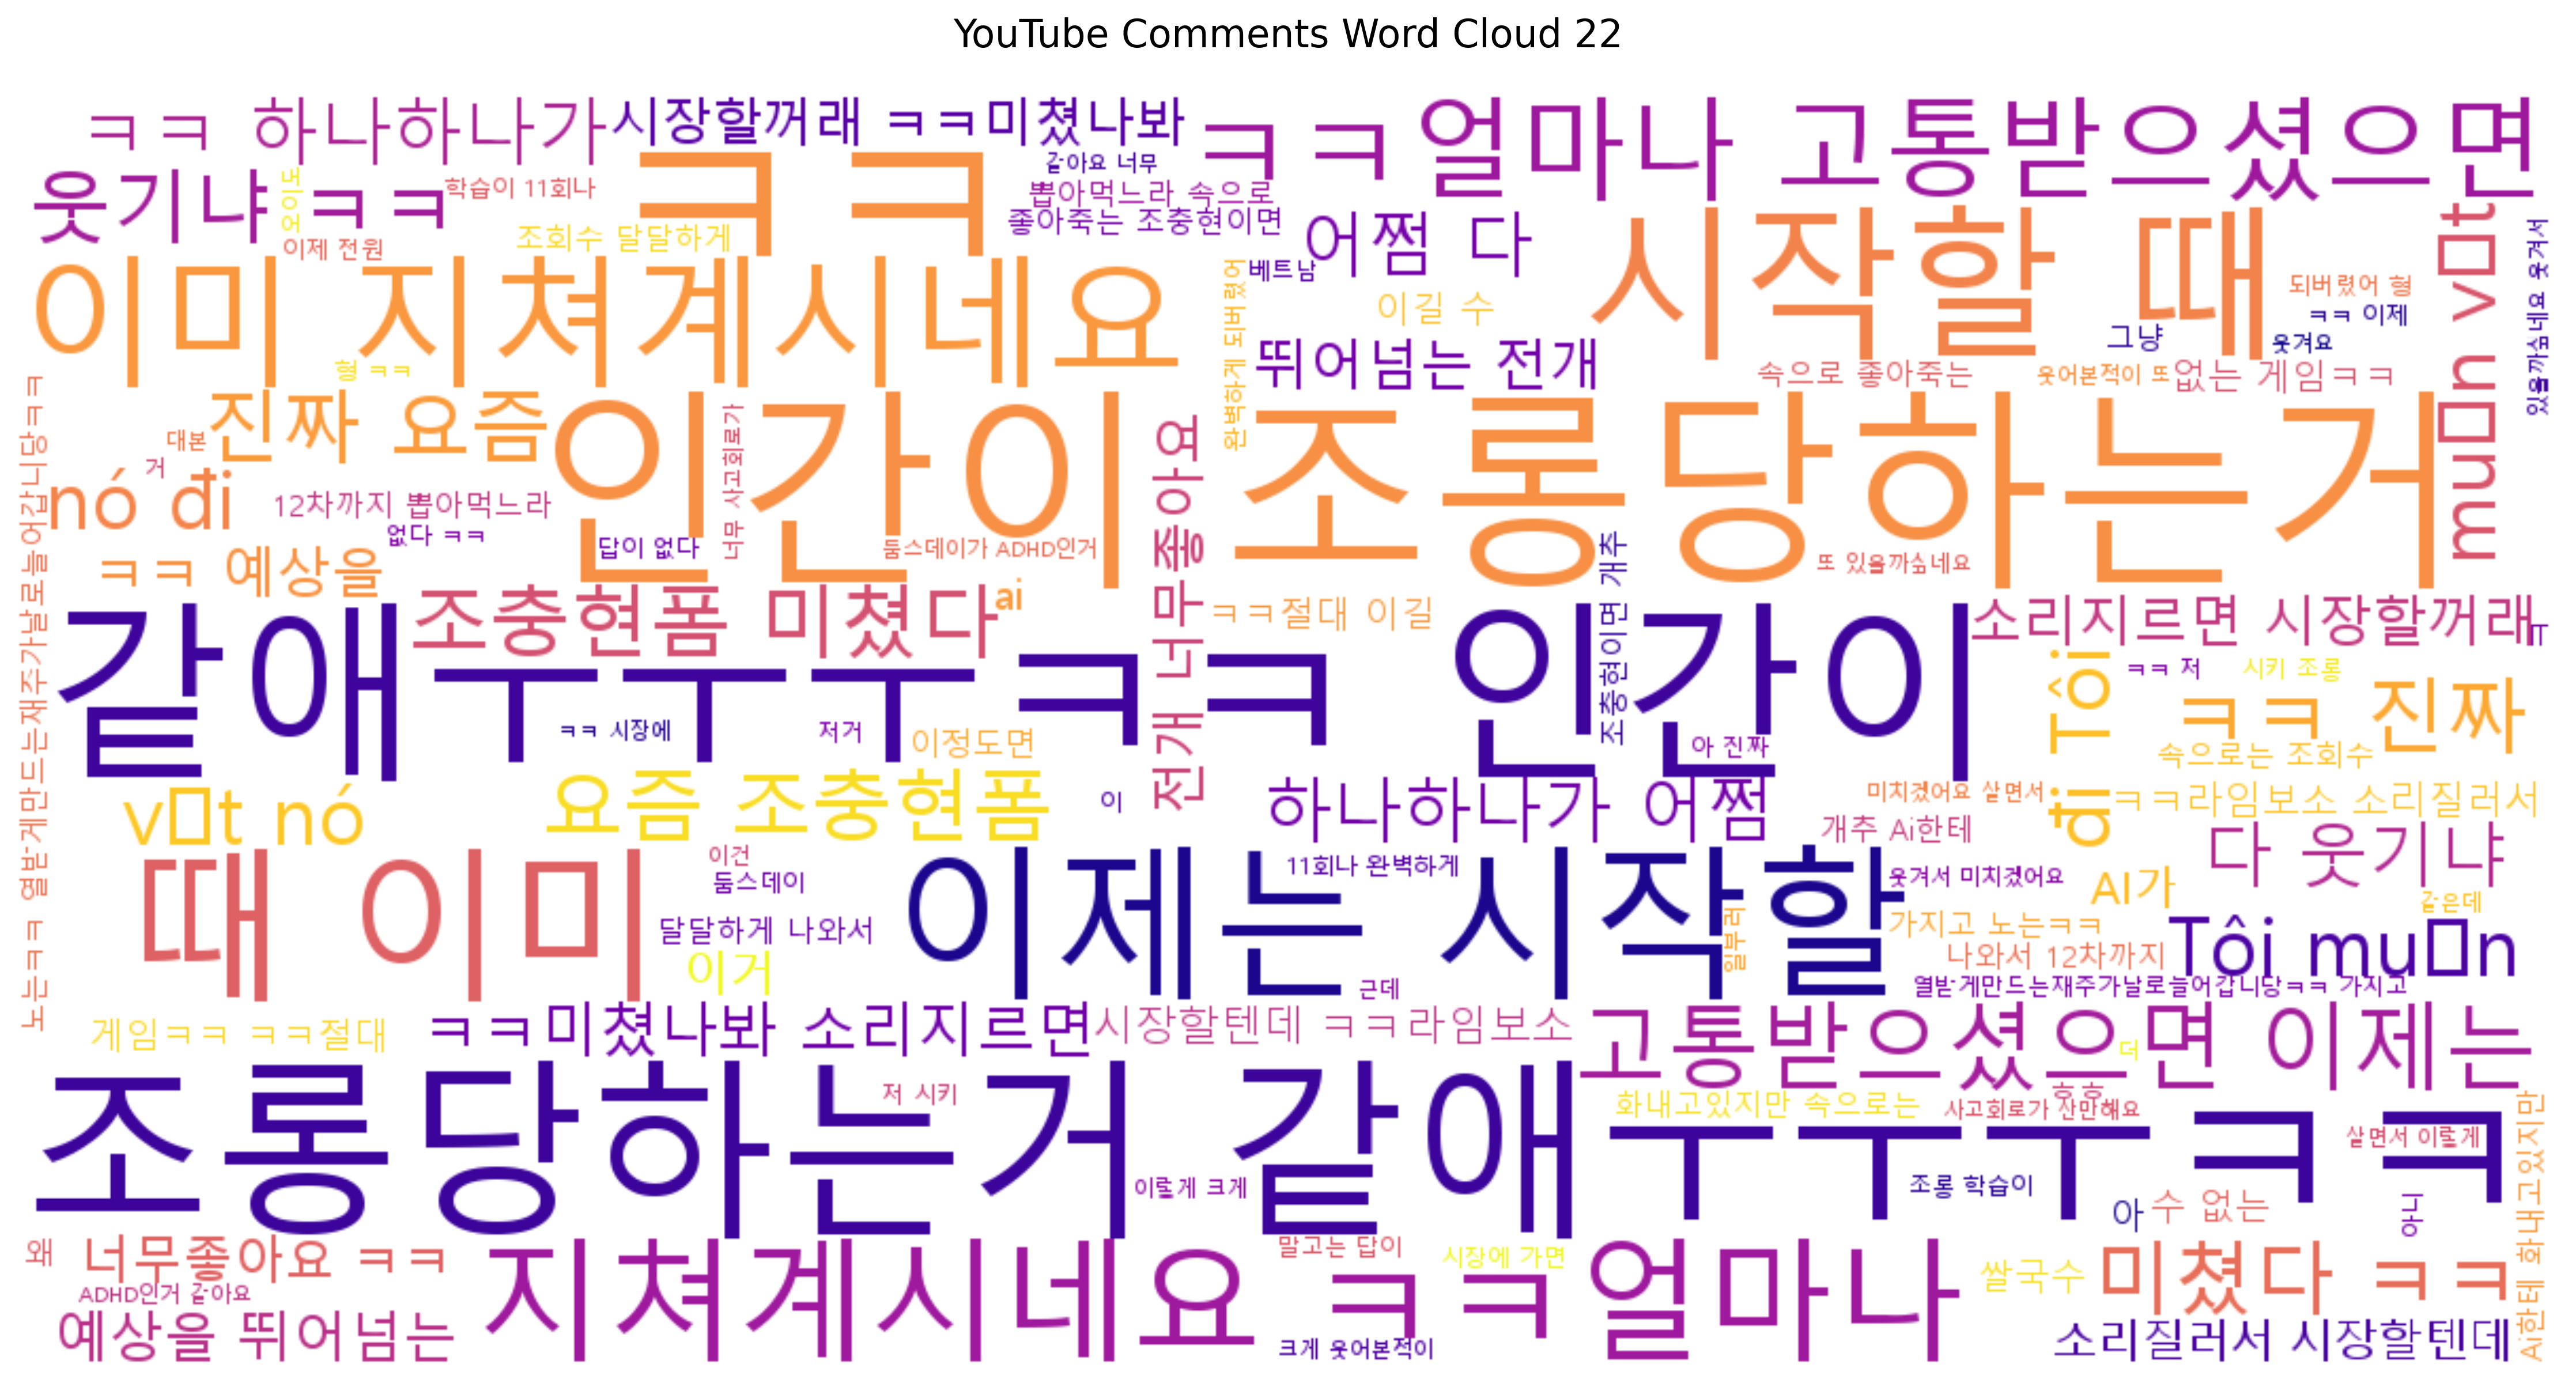 YouTube Comments Word Cloud 22
ㅋㅋ 하나하나가
시장할꺼래 ㅋㅋ미쳤나봐
ㅋㅋ얼마나 고통받으셨으면
웃기냐 ㅋㅋ
내이어
학습이 11회나
ㅋㅋ
같아요 너무
뽑아먹느라 속으로
좋아죽는 조충현이면
이제 전원
조회수 달달하게
어쩜 다
시작할 때
베트남
이길 수
되버렸어 형
ㅋㅋ 이제
그냥
웃겨요
이미 지쳐계시네요
완벽하게 되버렸어
뛰어넘는 전개
형 ㅋㅋ
속으로 좋아죽는
웃어본적이 또
없는 게임ㅋㅋ
있을까싶네요 웃겨서
진짜 요즘
대본
거
인간이 조롱당하는거
너무 사고회로가
전개 너무좋아요
nó đi
12차까지 뽑아먹느라
없다 ㅋㅋ
답이 없다
둠스데이가 ADHD인거
또 있을까싶네요
ㅋㅋ 예상을
조충현폼 미쳤다
ai
ㅋㅋ절대 이길
조충현이면 개추
소리지르면 시장할꺼래
ㅠ
같애ㅜㅜㅜㅋㅋ 인간이
노는ㅋㅋ 열받게만드는재주가날로늘어갑니당ㅋㅋ
ㅋㅋ 저
시키 조롱
đi Tôi
ㅋㅋ 진짜
ㅋㅋ 시장에
저거
이정도면
아 진짜
속으로는 조회수
nó
요즘 조충현폼
이
하나하나가 어쩜
미치겠어요 살면서
ㅋㅋ라임보소 소리질러서
개추 Ai한테
다 웃기냐
때 이미
이건
둠스데이
이제는 시작할
11회나 완벽하게
웃겨서 미치겠어요
AI가
같은데
달달하게 나와서
이거
일부러
가지고 노는ㅋㅋ
나와서 12차까지
Tôi
근데
열받게만드는재주가날로늘어갑니당ㅋㅋ 가지고
게임ㅋㅋ ㅋㅋ절대
ㅋㅋ미쳤나봐 소리지르면
시장할텐데 ㅋㅋ라임보소
고통받으셨으면 이제는
더
조롱당하는거 같애ㅜㅜㅜㅋㅋ
저 시키
화내고있지만 속으로는
ㅎㅎ
사고회로가 산만해요
살면서 이렇게
이렇게 크게
조롱 학습이
아
수 없는
아니
Ai한테 화내고있지만
왜
너무좋아요 ㅋㅋ
ADHD인거 같아요
예상을 뛰어넘는
지쳐계시네요 ㅋㅋ얼마나
말고는 답이
시장에 가면
크게 웃어본적이
쌀국수
미쳤다 ㅋㅋ
소리질러서 시장할텐데